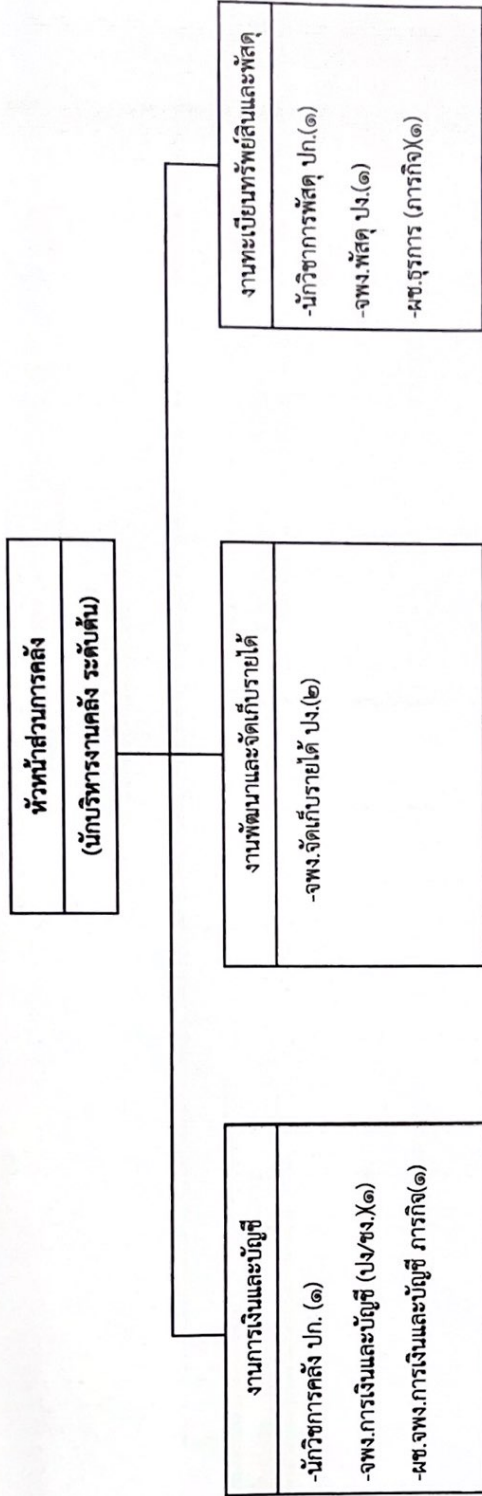 หัวหน้าส่วนการคลัง
(นักบริหารงานคลัง ระดับต้น)
งานการเงินและบัญชี
-นักวิชการคลัง ปก. (๑)
-จพง.การเงินและบัญชี (ปง/ชง.)(๑)
-ผช.จพง.การเงินและบัญชี ภารกิจ(๑)
งานพัฒนาและจัดเก็บรายได้
-จพง.จัดเก็บรายได้ ปง.(๒)
งานทะเบียนทรัพย์สินและพัสดุ
-นักวิชาการพัสดุ ปก.(๑)
-จพง.พัสดุ ปง.(๑)
-ผช.ธุรการ (ภารกิจ)(๑)